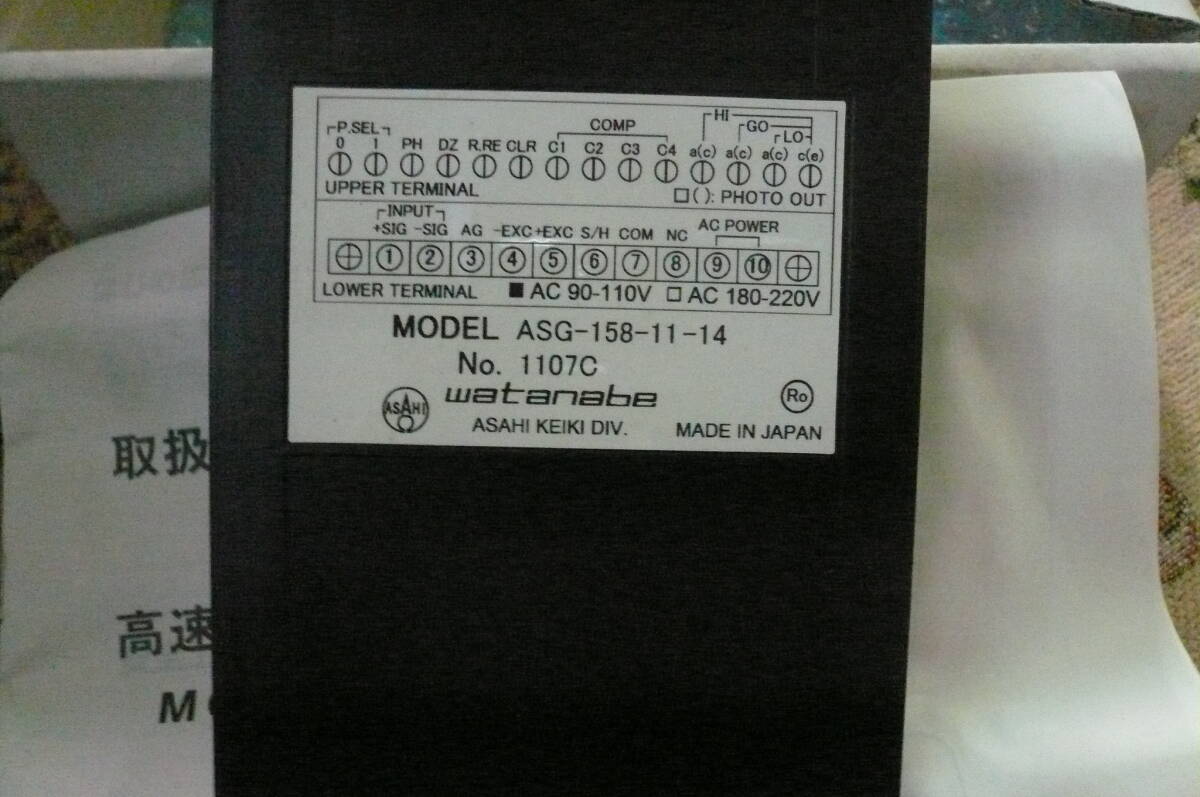 P.SEL COMP HI GO LO
0 1 PH DZ R.RE CLR C1 C2 C3 C4 a(c) a(c) a(c) c(e)
UPPER TERMINAL □( ): PHOTO OUT
INPUT AC POWER
+SIG -SIG AG -EXC +EXC S/H COM NC
① ② ③ ④ ⑤ ⑥ ⑦ ⑧ ⑨ ⑩
LOWER TERMINAL ■ AC 90-110V □ AC 180-220V
MODEL ASG-158-11-14
No. 1107C
ASAHI watanabe Ro
ASAHI KEIKI DIV. MADE IN JAPAN
取扱
高速
M